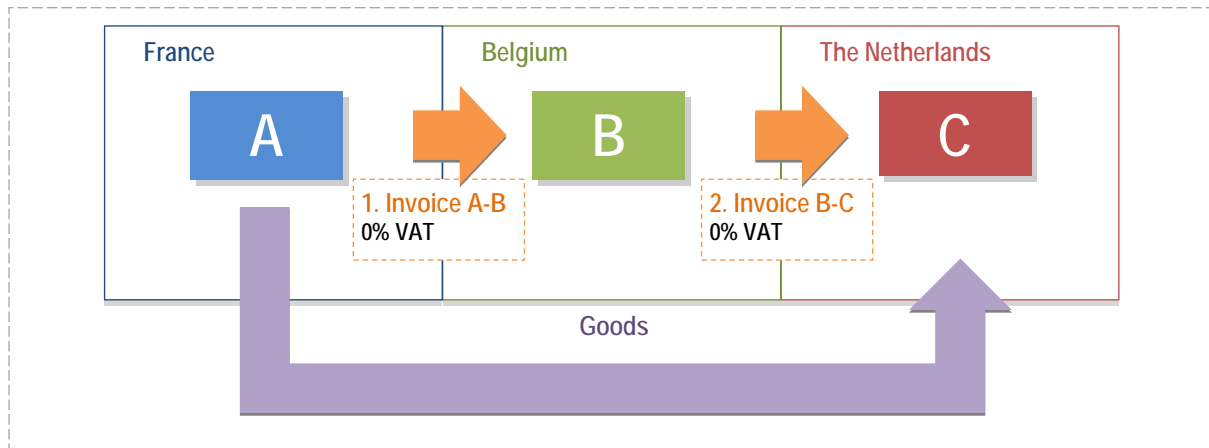 France
Belgium
The Netherlands
A
B
C
1. Invoice A-B
0% VAT
2. Invoice B-C
0% VAT
Goods